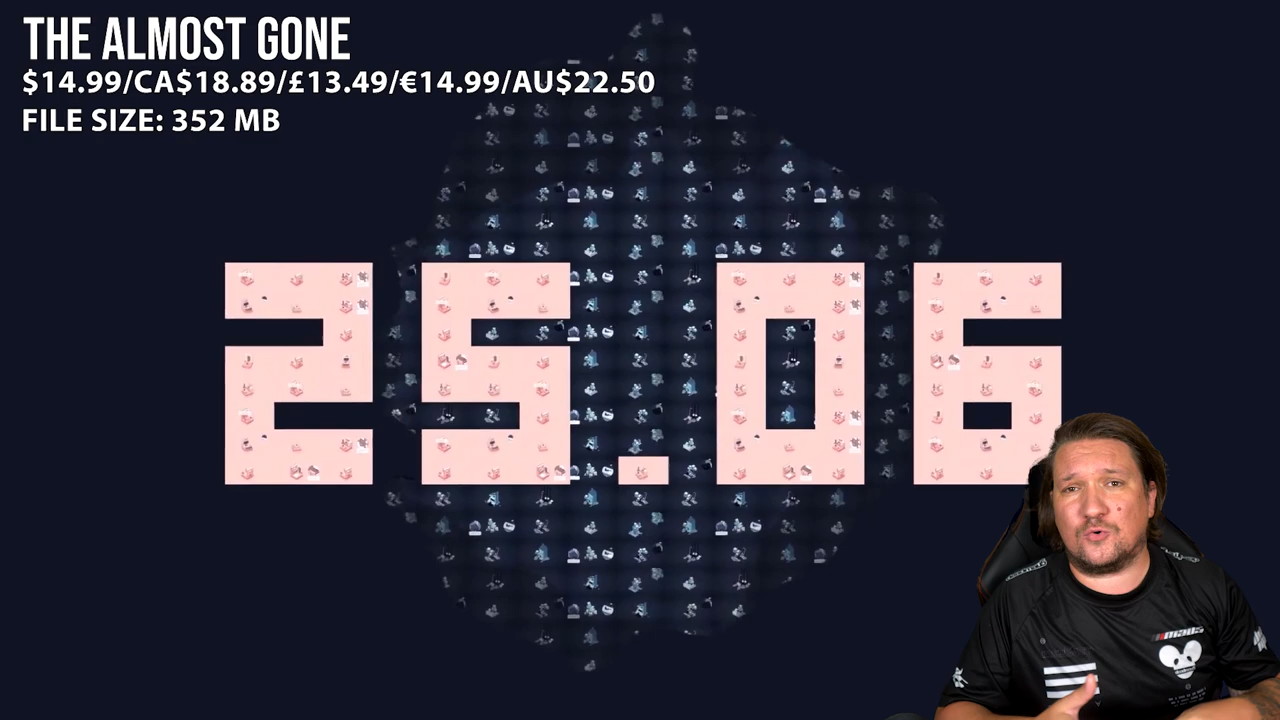 THE ALMOST GONE
$14.99/CA$18.89/£13.49/€14.99/AU$22.50
FILE SIZE: 352 MB
25.06